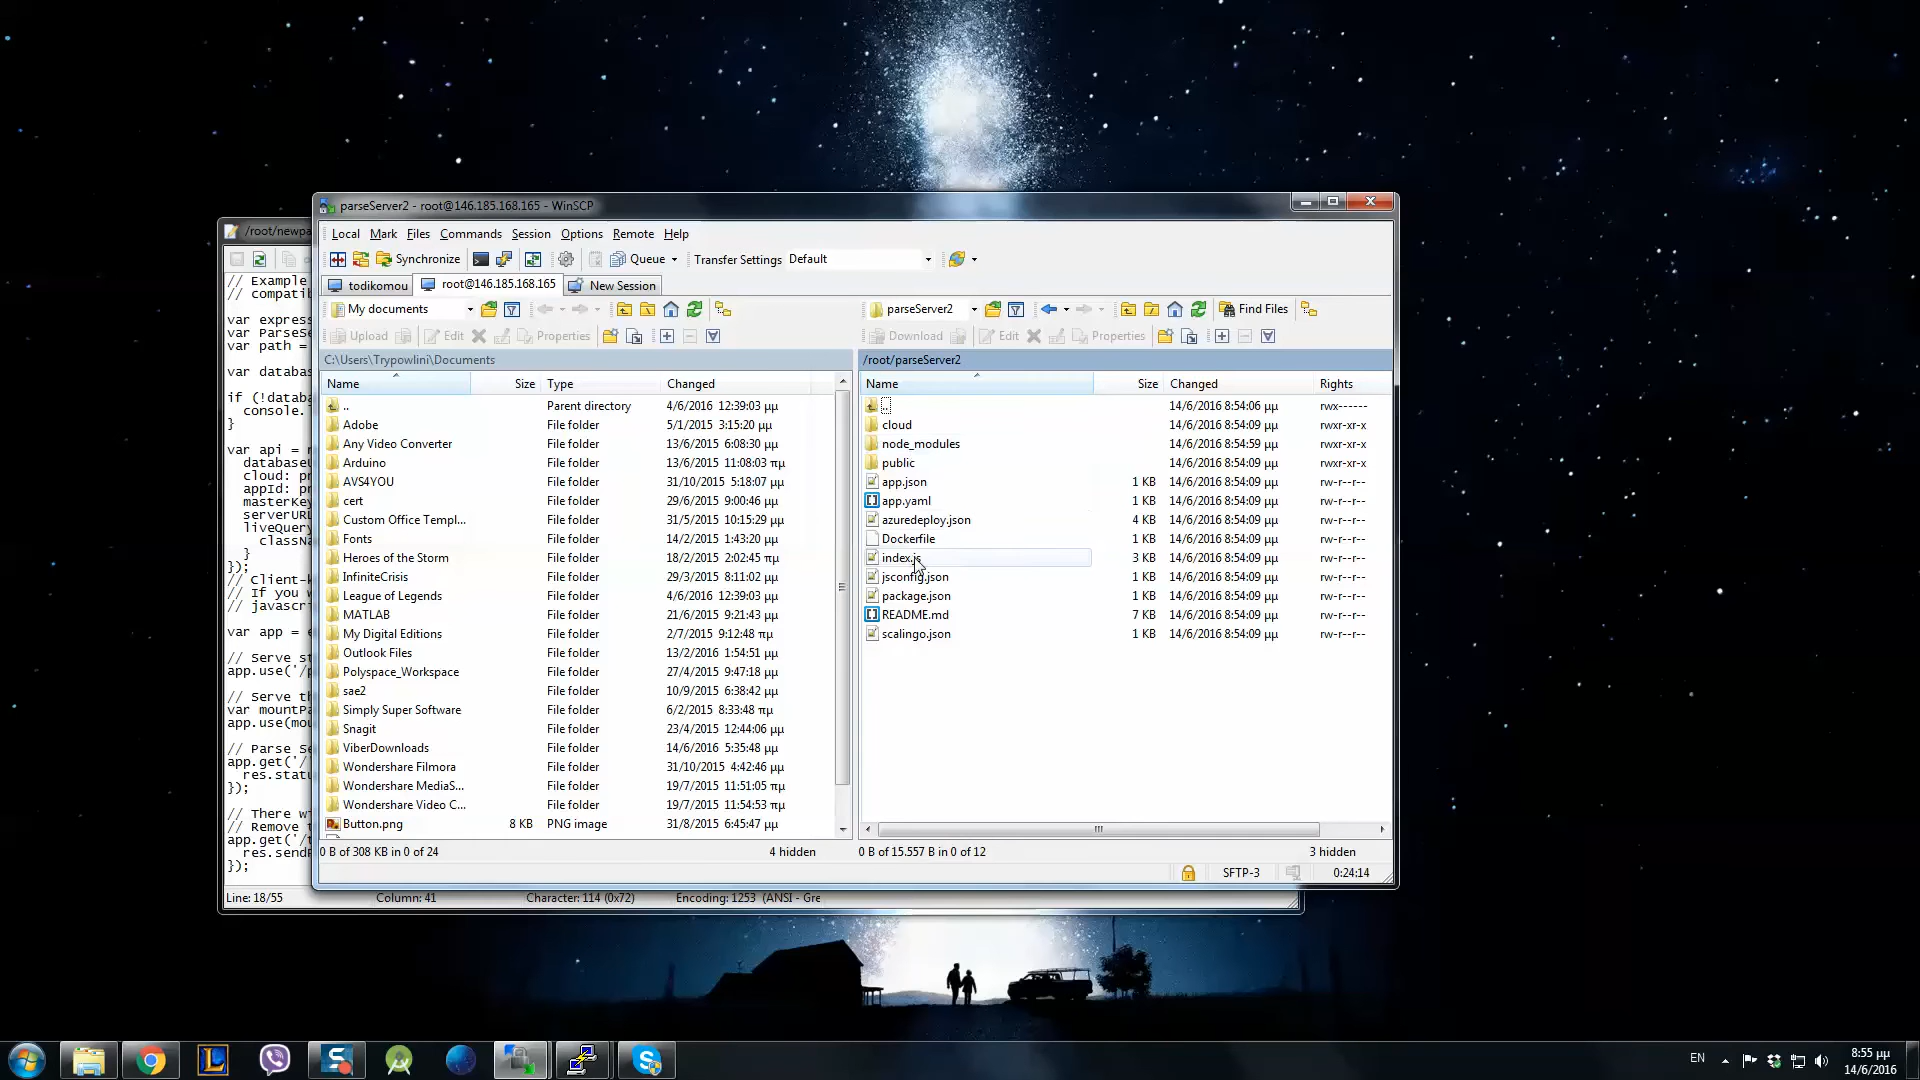 parseServer2 - root@146.185.168.165 - WinSCP
Local Mark Files Commands Session Options Remote Help
Synchronize Queue Transfer Settings Default
todikomou root@146.185.168.165 New Session
My documents
Upload Edit Properties
C:\Users\Trypowlini\Documents
Name Size Type Changed
.. Parent directory 4/6/2016 12:39:03 μμ
Adobe File folder 5/1/2015 3:15:20 μμ
Any Video Converter File folder 13/6/2015 6:08:30 μμ
Arduino File folder 13/6/2015 11:08:03 πμ
AVS4YOU File folder 31/10/2015 5:18:07 μμ
cert File folder 29/6/2015 9:00:46 μμ
Custom Office Templ... File folder 31/5/2015 10:15:29 μμ
Fonts File folder 14/2/2015 1:43:20 μμ
Heroes of the Storm File folder 18/2/2015 2:02:45 πμ
InfiniteCrisis File folder 29/3/2015 8:11:02 μμ
League of Legends File folder 4/6/2016 12:39:03 μμ
MATLAB File folder 21/6/2015 9:21:43 μμ
My Digital Editions File folder 2/7/2015 9:12:48 πμ
Outlook Files File folder 13/2/2016 1:54:51 μμ
Polyspace_Workspace File folder 27/4/2015 9:47:18 μμ
sae2 File folder 10/9/2015 6:38:42 μμ
Simply Super Software File folder 6/2/2015 8:33:48 πμ
Snagit File folder 23/4/2015 12:44:06 μμ
ViberDownloads File folder 14/6/2016 5:35:48 μμ
Wondershare Filmora File folder 31/10/2015 4:42:46 μμ
Wondershare MediaS... File folder 19/7/2015 11:51:05 πμ
Wondershare Video C... File folder 19/7/2015 11:54:53 πμ
Button.png 8 KB PNG image 31/8/2015 6:45:47 μμ
0 B of 308 KB in 0 of 24 4 hidden
parseServer2 Find Files
Download Edit Properties
/root/parseServer2
Name Size Changed Rights
.. 14/6/2016 8:54:06 μμ rwx------
cloud 14/6/2016 8:54:09 μμ rwxr-xr-x
node_modules 14/6/2016 8:54:59 μμ rwxr-xr-x
public 14/6/2016 8:54:09 μμ rwxr-xr-x
app.json 1 KB 14/6/2016 8:54:09 μμ rw-r--r--
app.yaml 1 KB 14/6/2016 8:54:09 μμ rw-r--r--
azuredeploy.json 4 KB 14/6/2016 8:54:09 μμ rw-r--r--
Dockerfile 1 KB 14/6/2016 8:54:09 μμ rw-r--r--
index.js 3 KB 14/6/2016 8:54:09 μμ rw-r--r--
jsconfig.json 1 KB 14/6/2016 8:54:09 μμ rw-r--r--
package.json 1 KB 14/6/2016 8:54:09 μμ rw-r--r--
README.md 7 KB 14/6/2016 8:54:09 μμ rw-r--r--
scalingo.json 1 KB 14/6/2016 8:54:09 μμ rw-r--r--
0 B of 15.557 B in 0 of 12 3 hidden
SFTP-3 0:24:14
/root/newpa
// Example
// compatib
var express
var ParseSe
var path =
var databas
if (!databa
console.
}
var api = n
databaseU
cloud: pr
appId: pr
masterKey
serverURL
liveQuery
classNa
}
});
// Client-k
// If you w
// javascri
var app = e
// Serve st
app.use('/p
// Serve th
var mountPa
app.use(mou
// Parse Se
app.get('/
res.statu
});
// There wi
// Remove t
app.get('/t
res.sendF
});
Line: 18/55 Column: 41 Character: 114 (0x72) Encoding: 1253 (ANSI - Gre
EN
8:55 μμ
14/6/2016